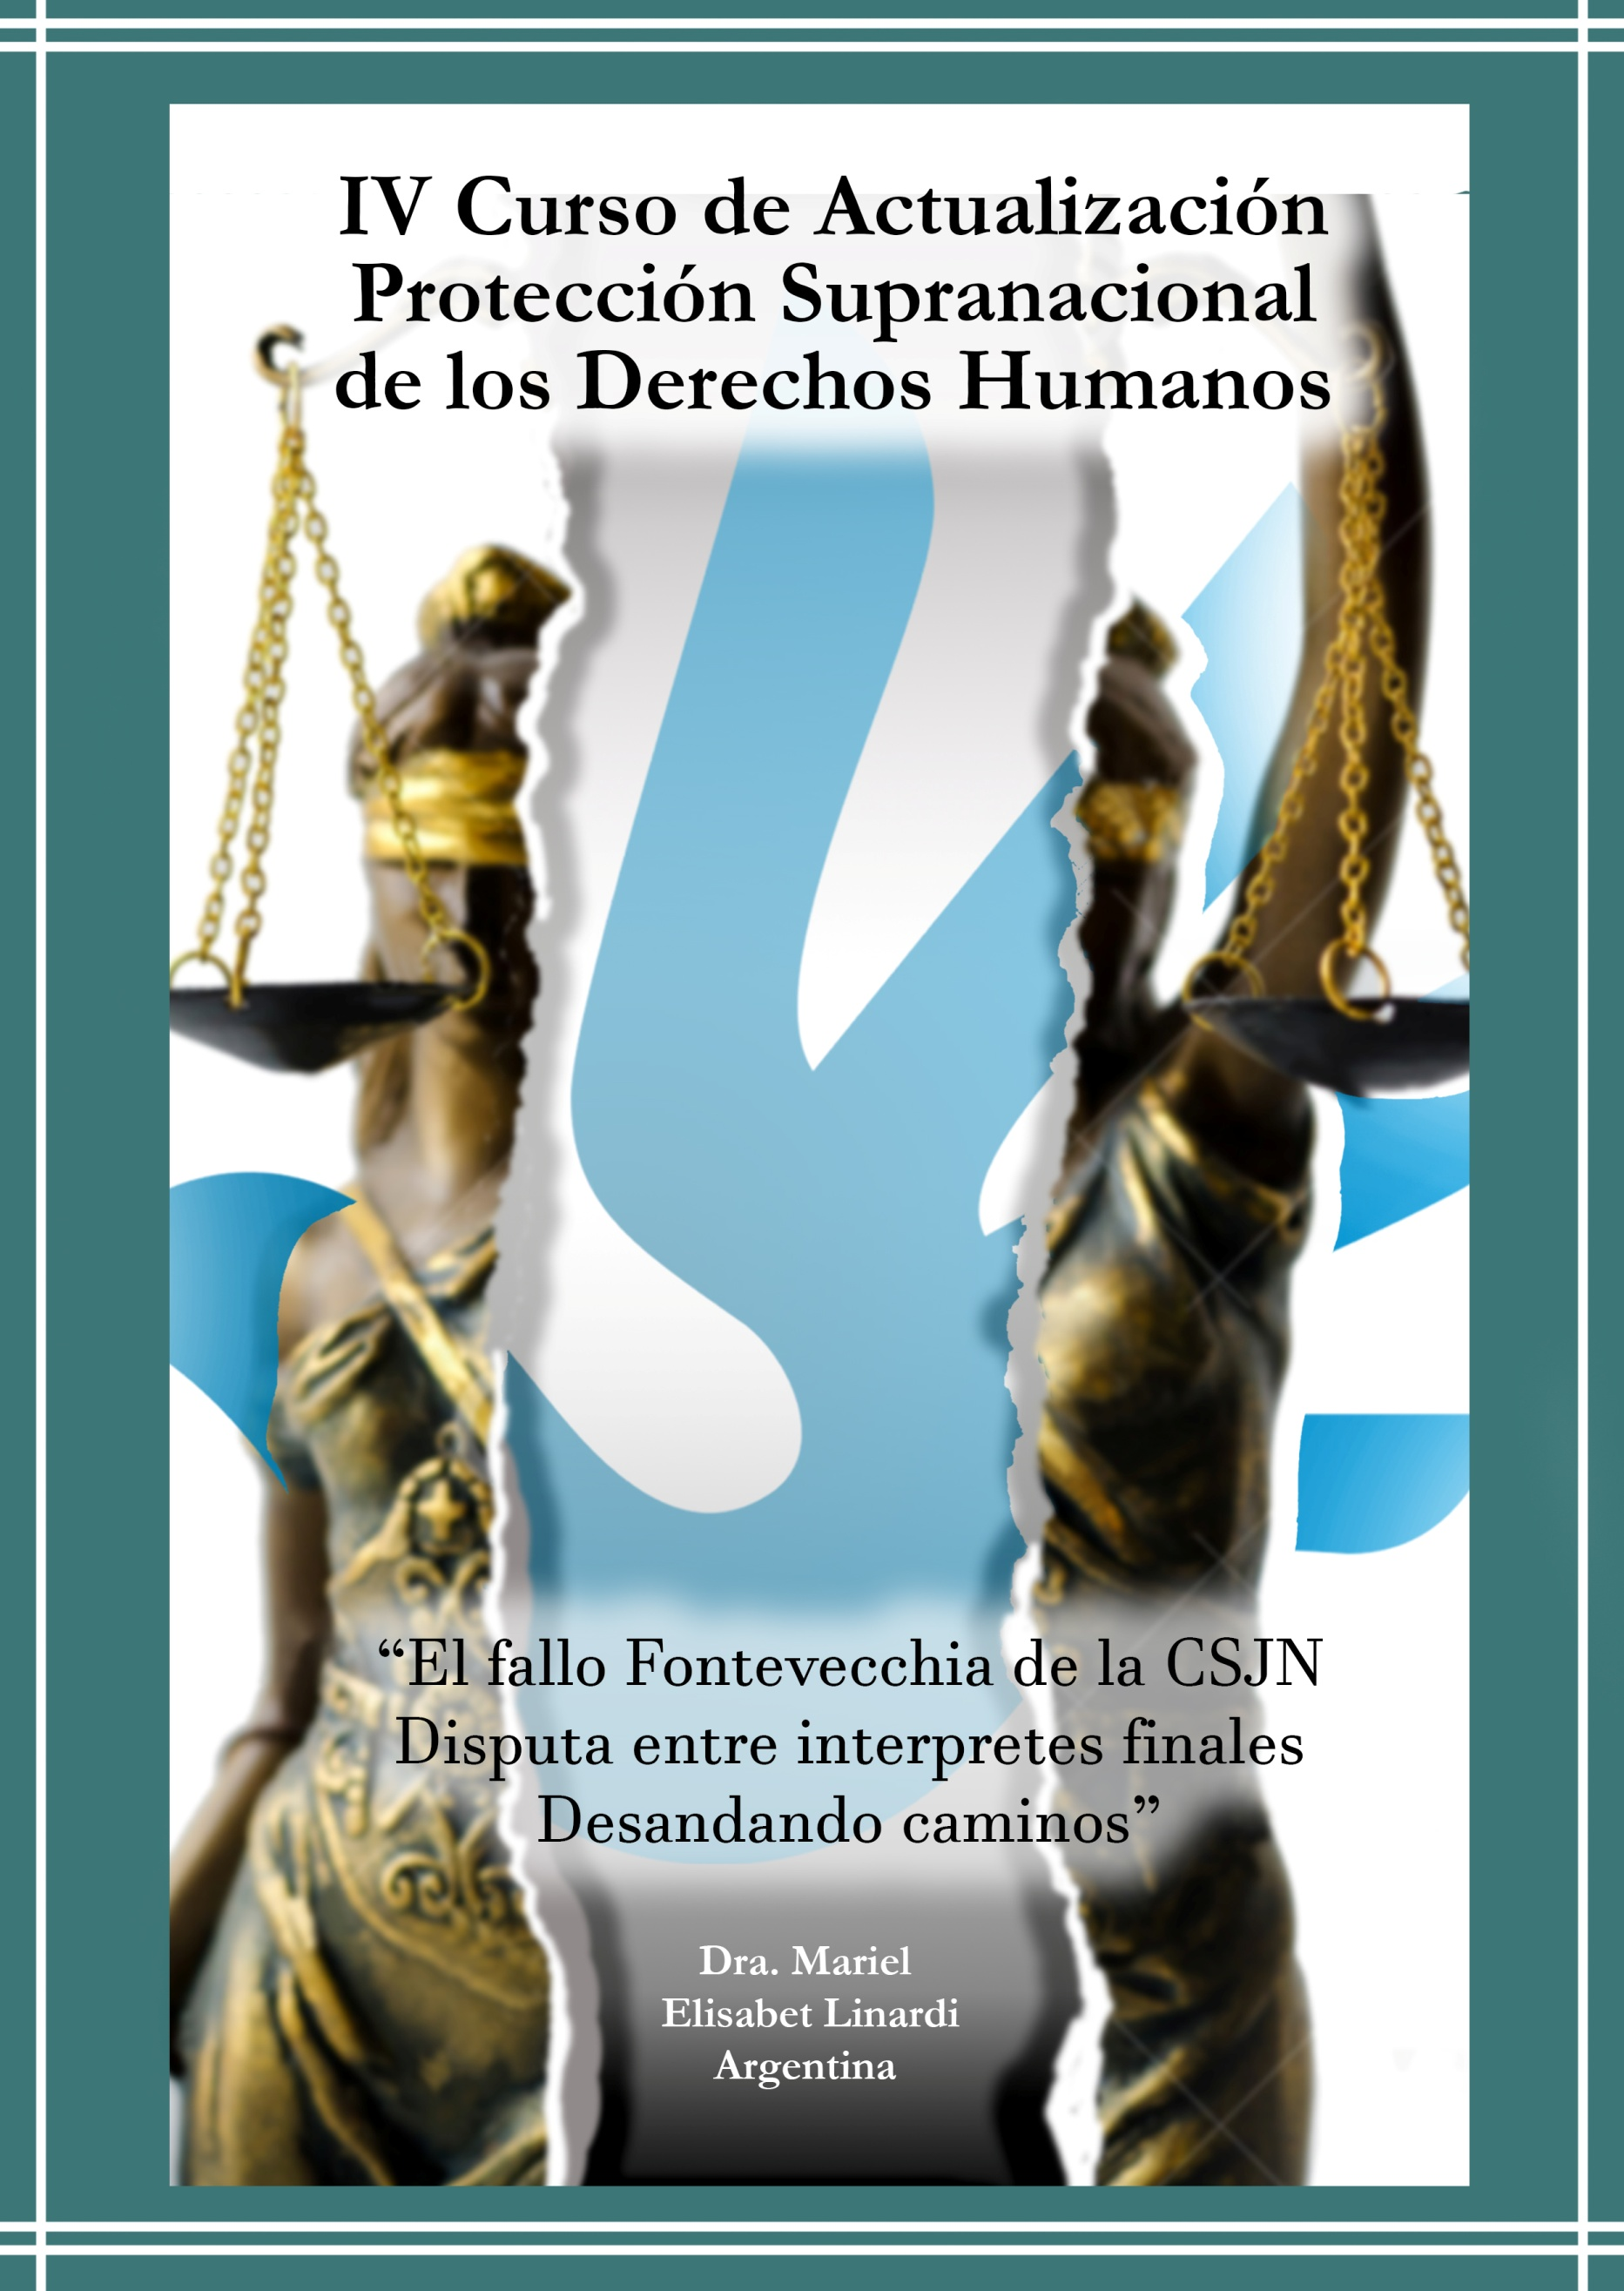 IV Curso de Actualización
Protección Supranacional
de los Derechos Humanos
“El fallo Fontevecchia de la CSJN
Disputa entre interpretes finales
Desandando caminos”
Dra. Mariel
Elisabet Linardi
Argentina